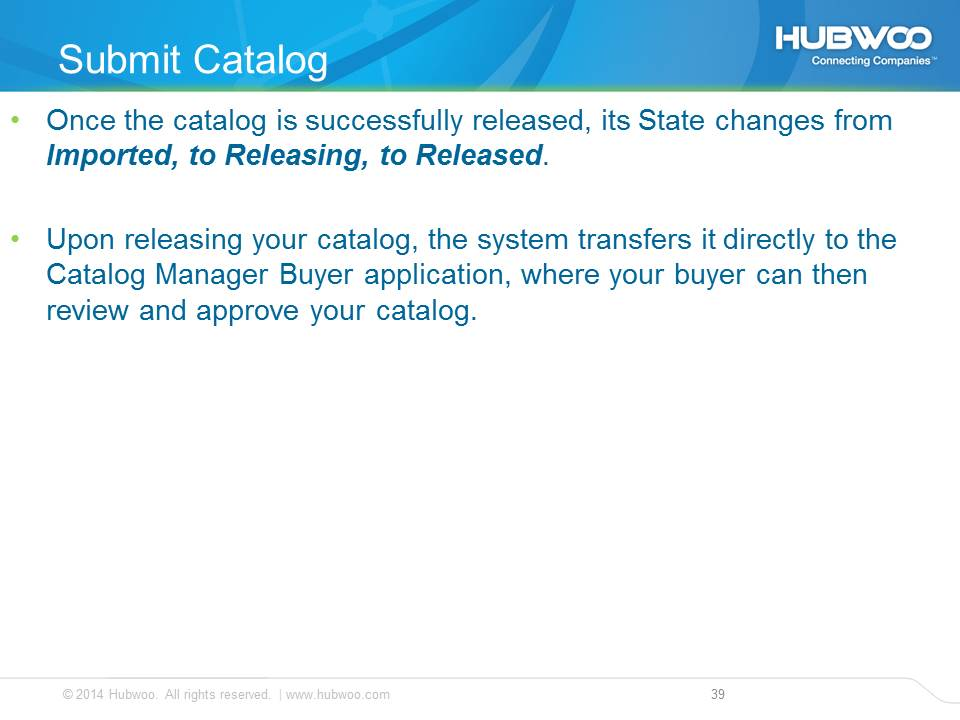 Submit Catalog
HUBWOO
Connecting Companies™
• Once the catalog is successfully released, its State changes from
Imported, to Releasing, to Released.
• Upon releasing your catalog, the system transfers it directly to the
Catalog Manager Buyer application, where your buyer can then
review and approve your catalog.
© 2014 Hubwoo. All rights reserved. | www.hubwoo.com
39